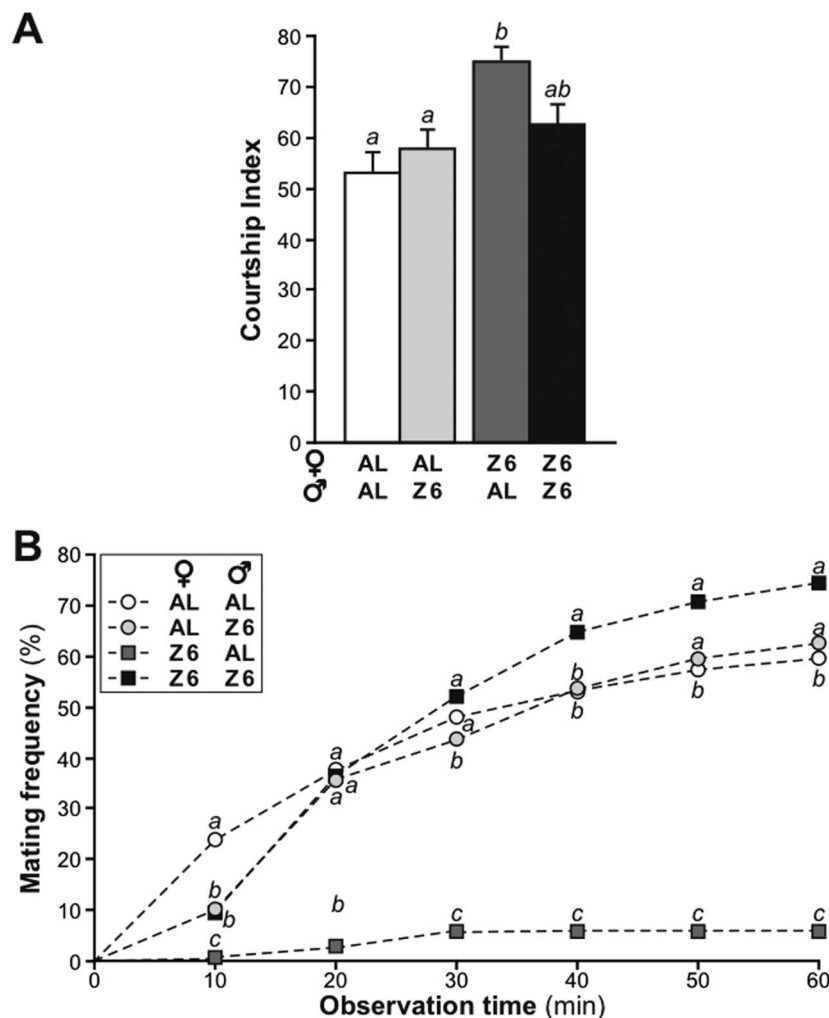 A
80
70
60
50
40
30
20
10
0
Courtship Index
a
a
b
ab
♀ AL AL Z6 Z6
♂ AL Z6 AL Z6
B
80
70
60
50
40
30
20
10
0
Mating frequency (%)
♀ ♂
AL AL
AL Z6
Z6 AL
Z6 Z6
a
b
b
c
a
a
a
b
a
a
b
c
a
b
b
c
a
a
b
c
a
a
b
c
0 10 20 30 40 50 60
Observation time (min)